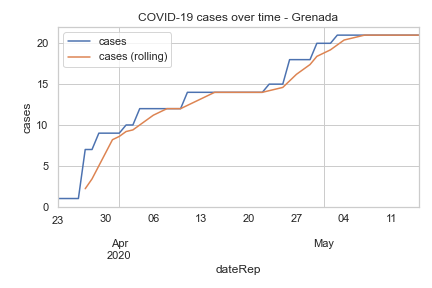 COVID-19 cases over time - Grenada
cases
cases (rolling)
cases
20
15
10
5
0
23
30
06
13
20
27
04
11
Apr
2020
May
dateRep